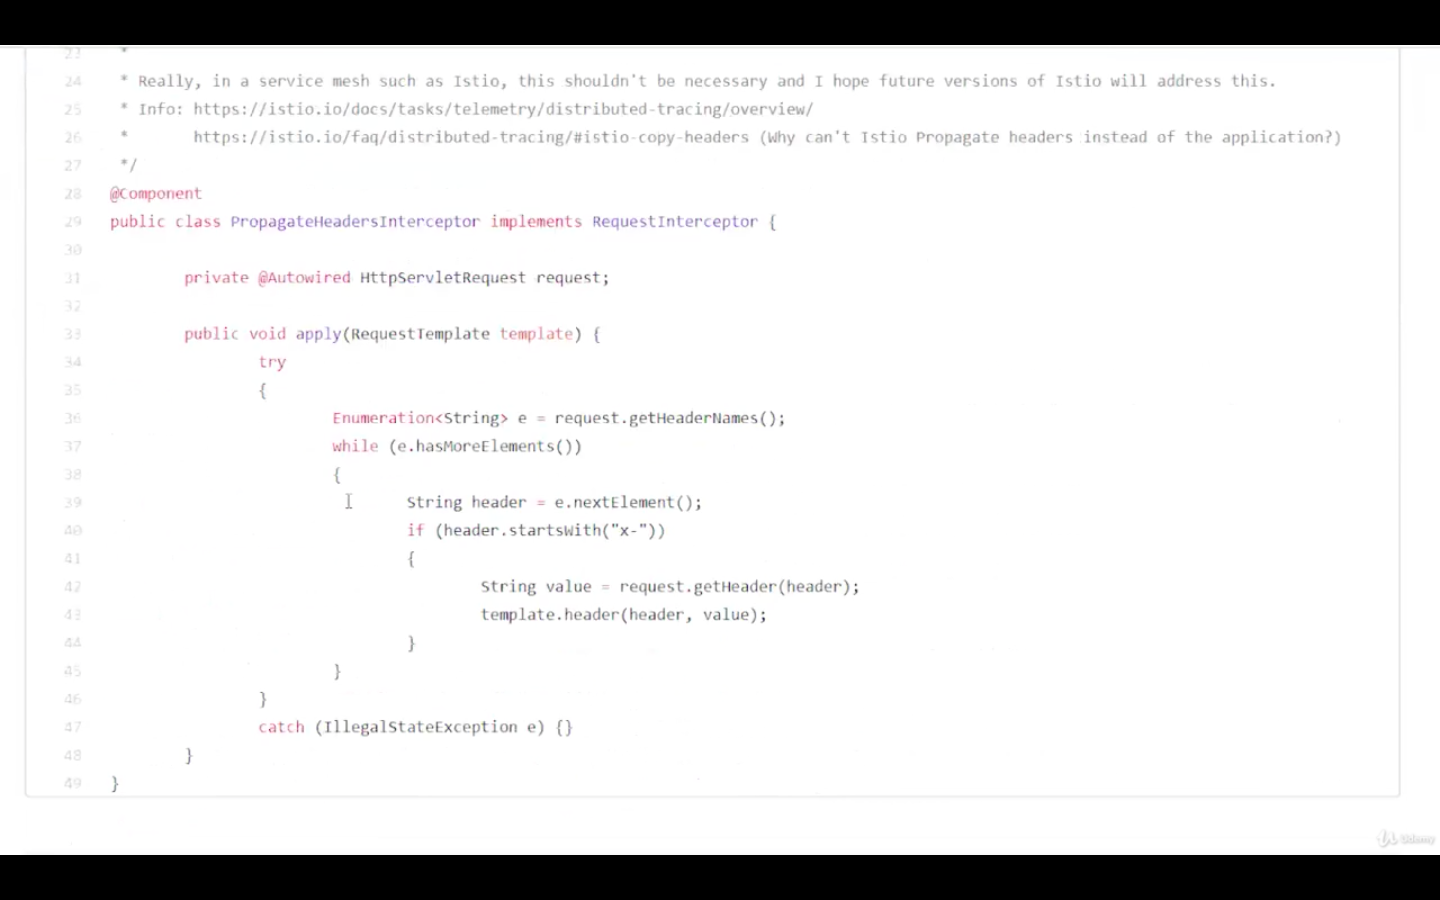 23 *
24 * Really, in a service mesh such as Istio, this shouldn't be necessary and I hope future versions of Istio will address this.
25 * Info: https://istio.io/docs/tasks/telemetry/distributed-tracing/overview/
26 * https://istio.io/faq/distributed-tracing/#istio-copy-headers (Why can't Istio Propagate headers instead of the application?)
27 */
28 @Component
29 public class PropagateHeadersInterceptor implements RequestInterceptor {
30
31 private @Autowired HttpServletRequest request;
32
33 public void apply(RequestTemplate template) {
34 try
35 {
36 Enumeration<String> e = request.getHeaderNames();
37 while (e.hasMoreElements())
38 {
39 String header = e.nextElement();
40 if (header.startsWith("x-"))
41 {
42 String value = request.getHeader(header);
43 template.header(header, value);
44 }
45 }
46 }
47 catch (IllegalStateException e) {}
48 }
49 }
Udemy